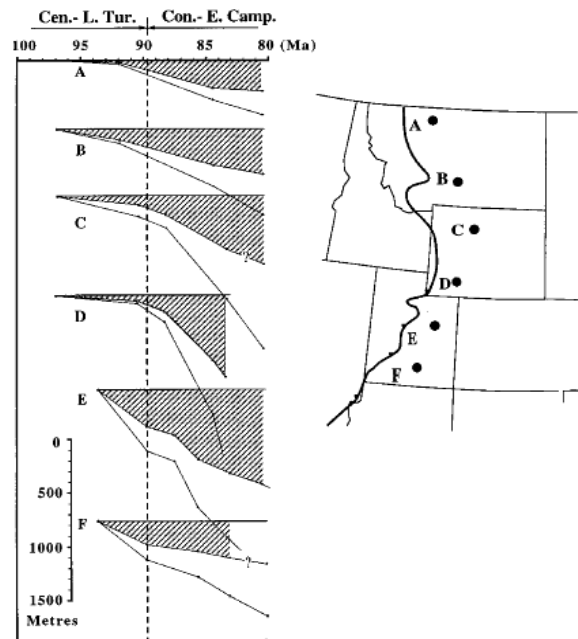 Cen.- L. Tur. Con.- E. Camp.
100 95 90 85 80 (Ma)
A
B
C
?
D
E
0
500
F
?
1000
1500
Metres
A
B
C
D
E
F